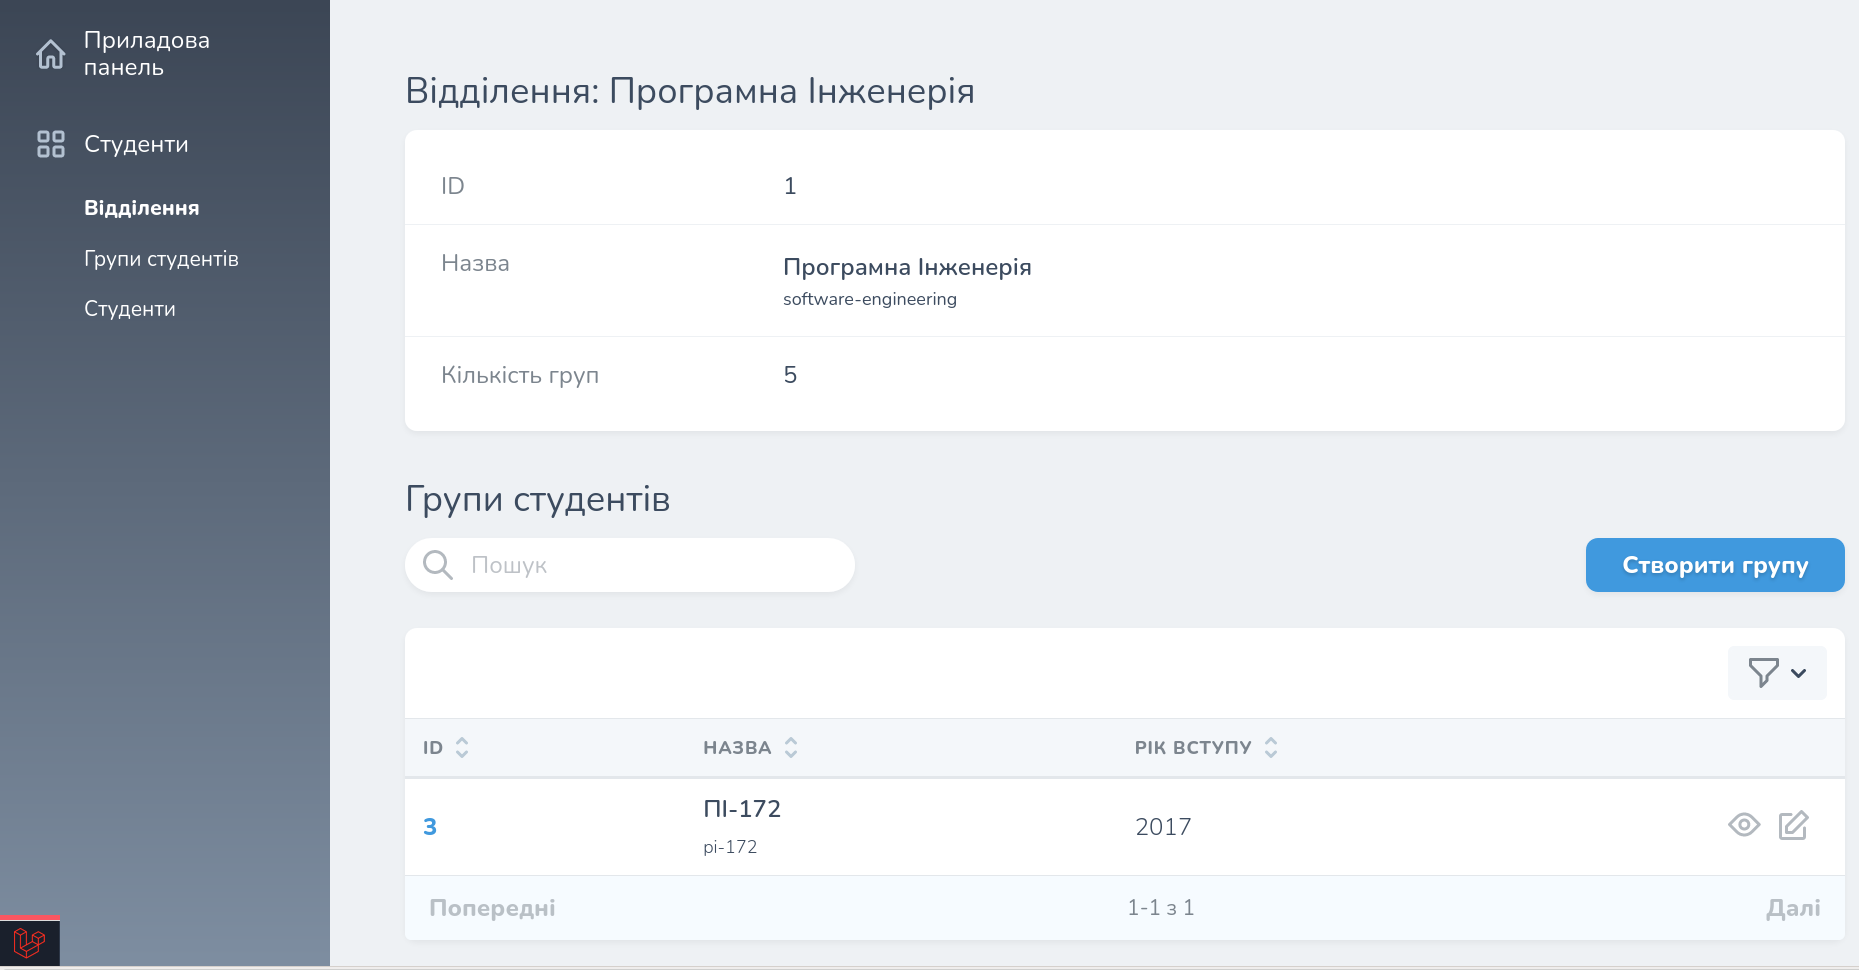 Приладова
панель
Студенти
Відділення
Групи студентів
Студенти
Відділення: Програмна Інженерія
ID 1
Назва Програмна Інженерія
software-engineering
Кількість груп 5
Групи студентів
Пошук
Створити групу
ID НАЗВА РІК ВСТУПУ
3 ПІ-172 2017
pi-172
Попередні 1-1 з 1 Далі